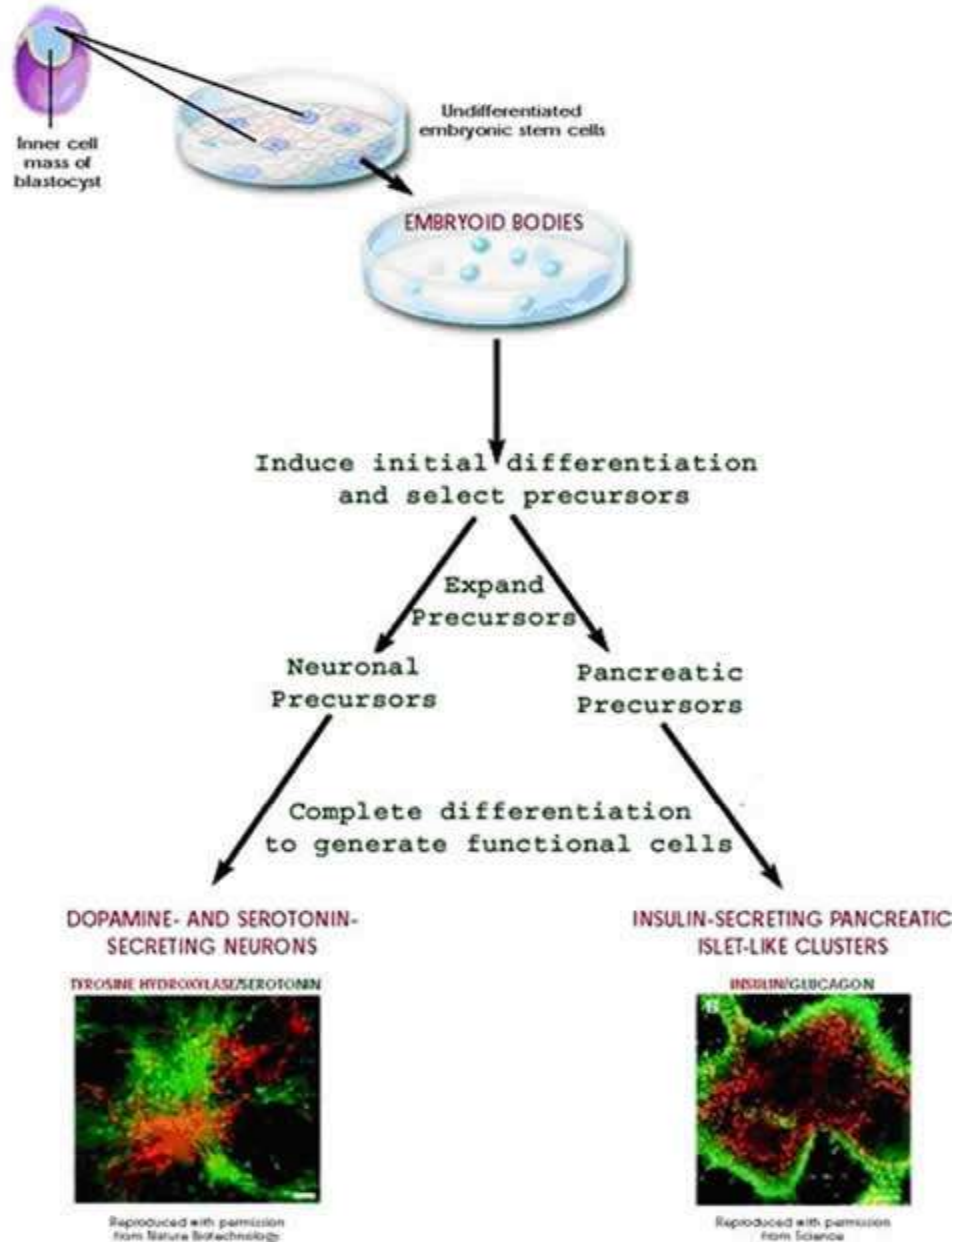 Inner cell
mass of
blastocyst
Undifferentiated
embryonic stem cells
EMBRYOID BODIES
Induce initial differentiation
and select precursors
Expand
Precursors
Neuronal
Precursors
Pancreatic
Precursors
Complete differentiation
to generate functional cells
DOPAMINE- AND SEROTONIN-
SECRETING NEURONS
INSULIN-SECRETING PANCREATIC
ISLET-LIKE CLUSTERS
TYROSINE HYDROXYLASE/SEROTONIN
INSULIN/GLUCAGON
Reproduced with permission
from Nature Biotechnology
Reproduced with permission
from Science